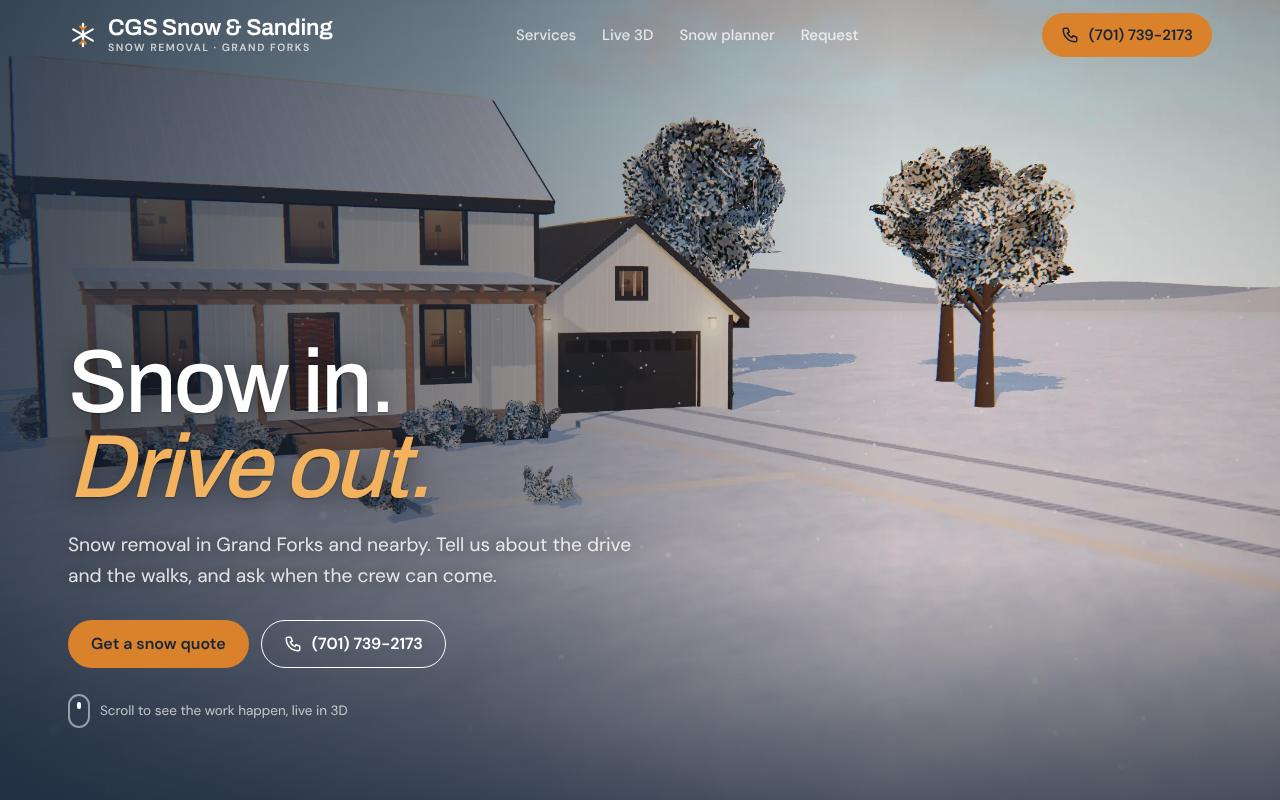 CGS Snow & Sanding
SNOW REMOVAL · GRAND FORKS
Services
Live 3D
Snow planner
Request
(701) 739-2173
Snow in.
Drive out.
Snow removal in Grand Forks and nearby. Tell us about the drive
and the walks, and ask when the crew can come.
Get a snow quote
(701) 739-2173
Scroll to see the work happen, live in 3D